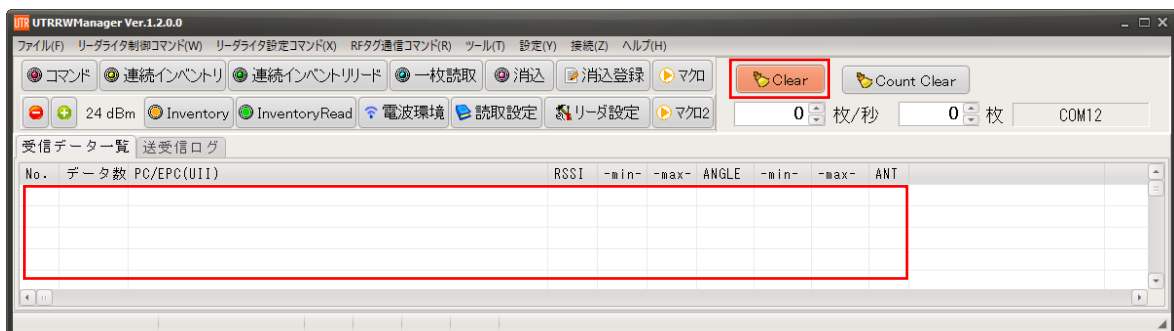 UTR UTRRWManager Ver.1.2.0.0
ファイル(F) リーダライタ制御コマンド(W) リーダライタ設定コマンド(X) RFタグ通信コマンド(R) ツール(T) 設定(Y) 接続(Z) ヘルプ(H)
コマンド 連続インベントリ 連続インベントリリード 一枚読取 消込 消込登録 マクロ Clear Count Clear
24 dBm Inventory InventoryRead 電波環境 読取設定 リーダ設定 マクロ2 0 枚/秒 0 枚 COM12
受信データ一覧 送受信ログ
No. データ数 PC/EPC(UII) RSSI -min- -max- ANGLE -min- -max- ANT